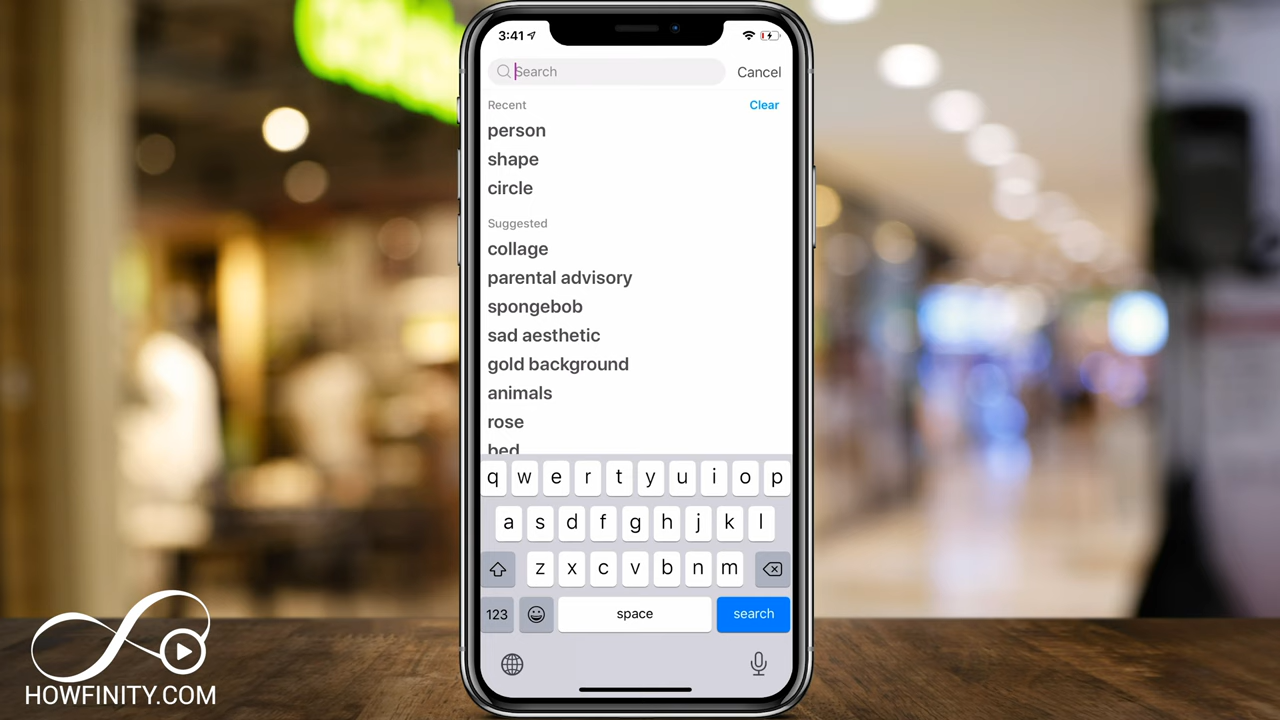 3:41
Search
Cancel
Recent
Clear
person
shape
circle
Suggested
collage
parental advisory
spongebob
sad aesthetic
gold background
animals
rose
bed
q w e r t y u i o p
a s d f g h j k l
z x c v b n m
123
space
search
HOWFINITY.COM